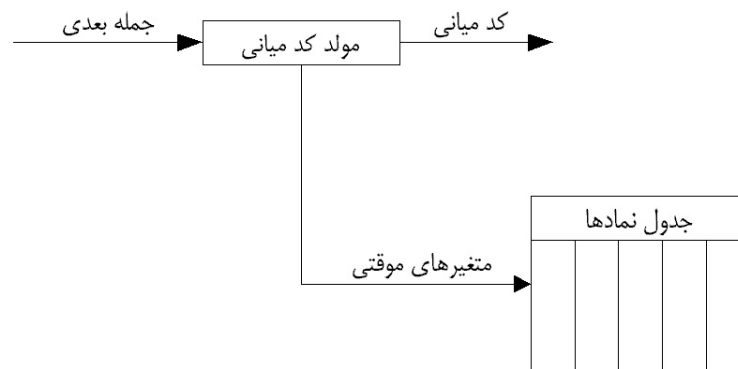 جمله بعدی
مولد کد میانی
کد میانی
جدول نمادها
متغیرهای موقتی